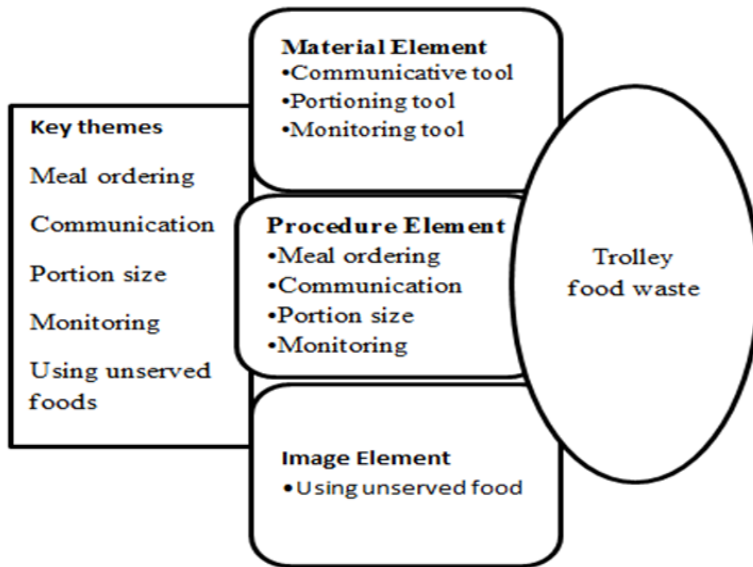 Key themes
Meal ordering
Communication
Portion size
Monitoring
Using unserved
foods
Material Element
•Communicative tool
•Portioning tool
•Monitoring tool
Procedure Element
•Meal ordering
•Communication
•Portion size
•Monitoring
Image Element
•Using unserved food
Trolley
food waste